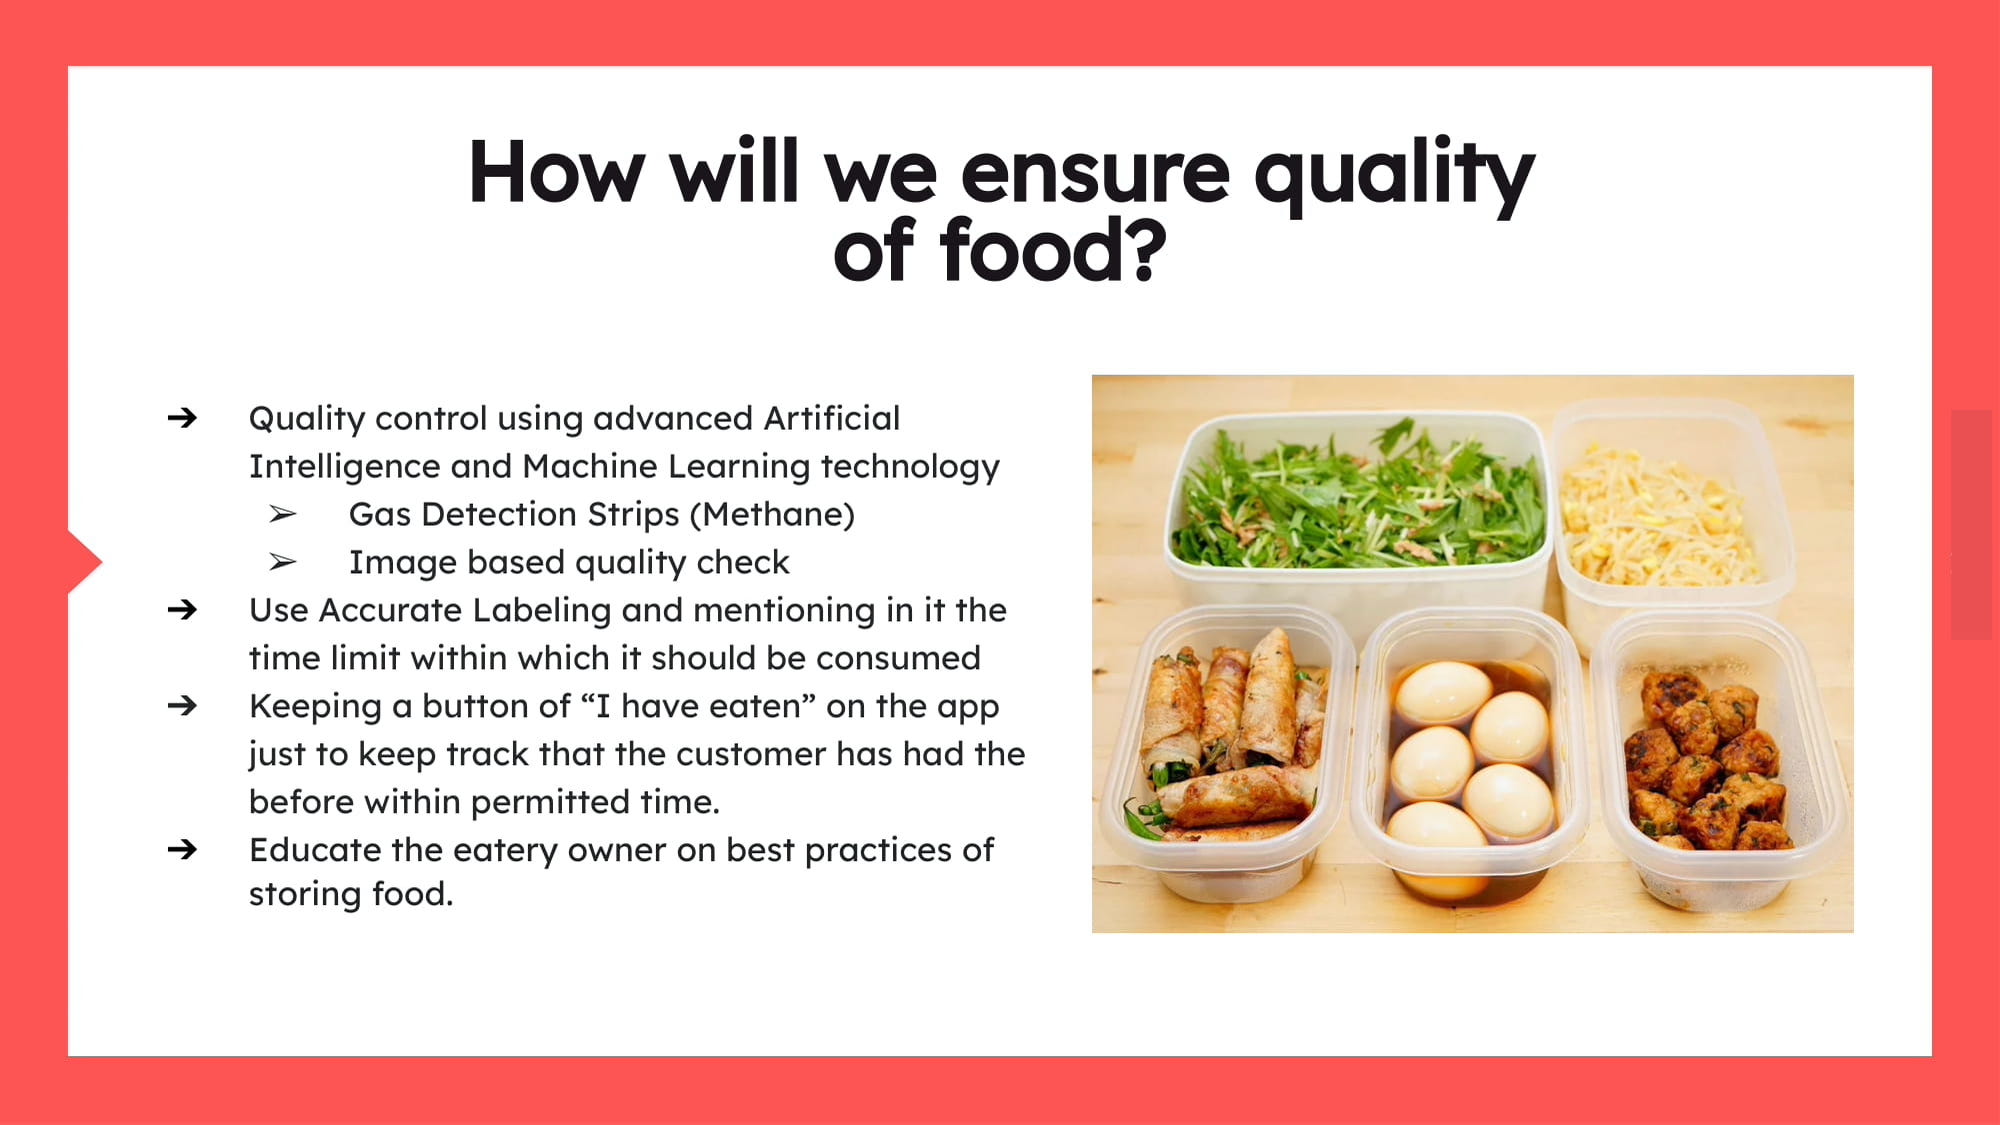 How will we ensure quality
of food?
➔ Quality control using advanced Artificial
Intelligence and Machine Learning technology
➢ Gas Detection Strips (Methane)
➢ Image based quality check
➔ Use Accurate Labeling and mentioning in it the
time limit within which it should be consumed
➔ Keeping a button of “I have eaten” on the app
just to keep track that the customer has had the
before within permitted time.
➔ Educate the eatery owner on best practices of
storing food.